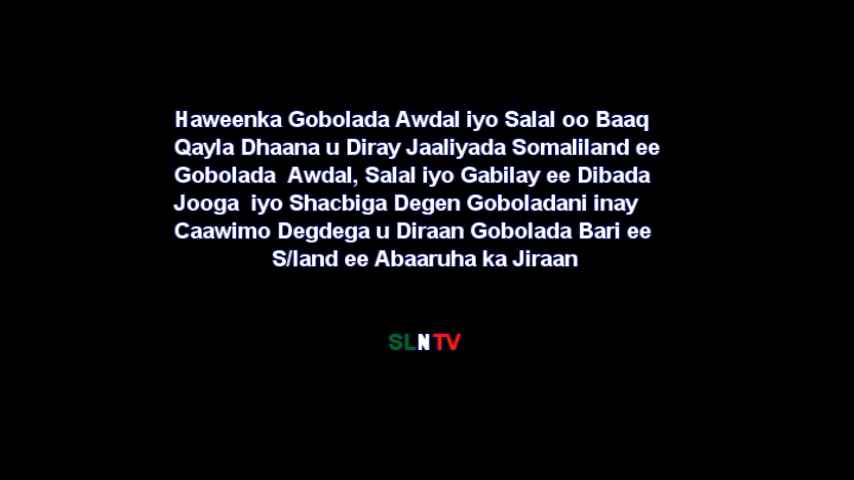 Haweenka Gobolada Awdal iyo Salal oo Baaq
Qayla Dhaana u Diray Jaaliyada Somaliland ee
Gobolada  Awdal, Salal iyo Gabilay ee Dibada
Jooga  iyo Shacbiga Degen Goboladani inay
Caawimo Degdega u Diraan Gobolada Bari ee
S/land ee Abaaruha ka Jiraan
SLNTV